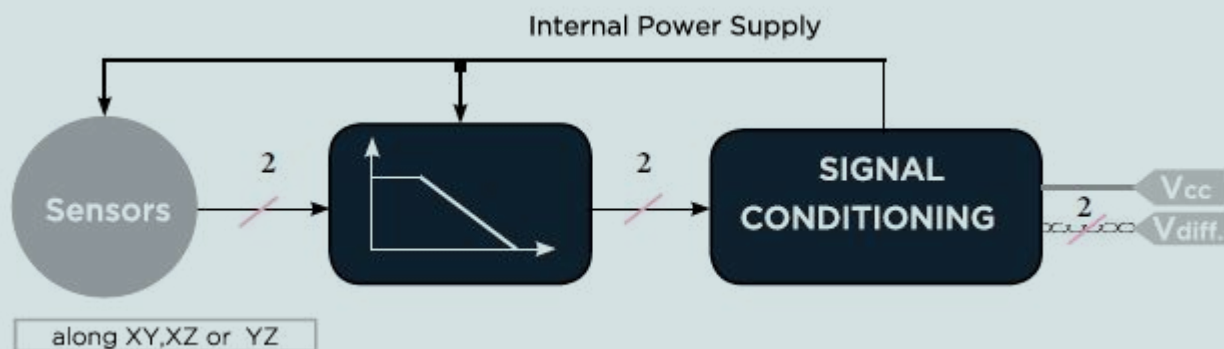 Internal Power Supply
2
2
SIGNAL
CONDITIONING
Sensors
Vcc
2
Vdiff.
along XY,XZ or YZ